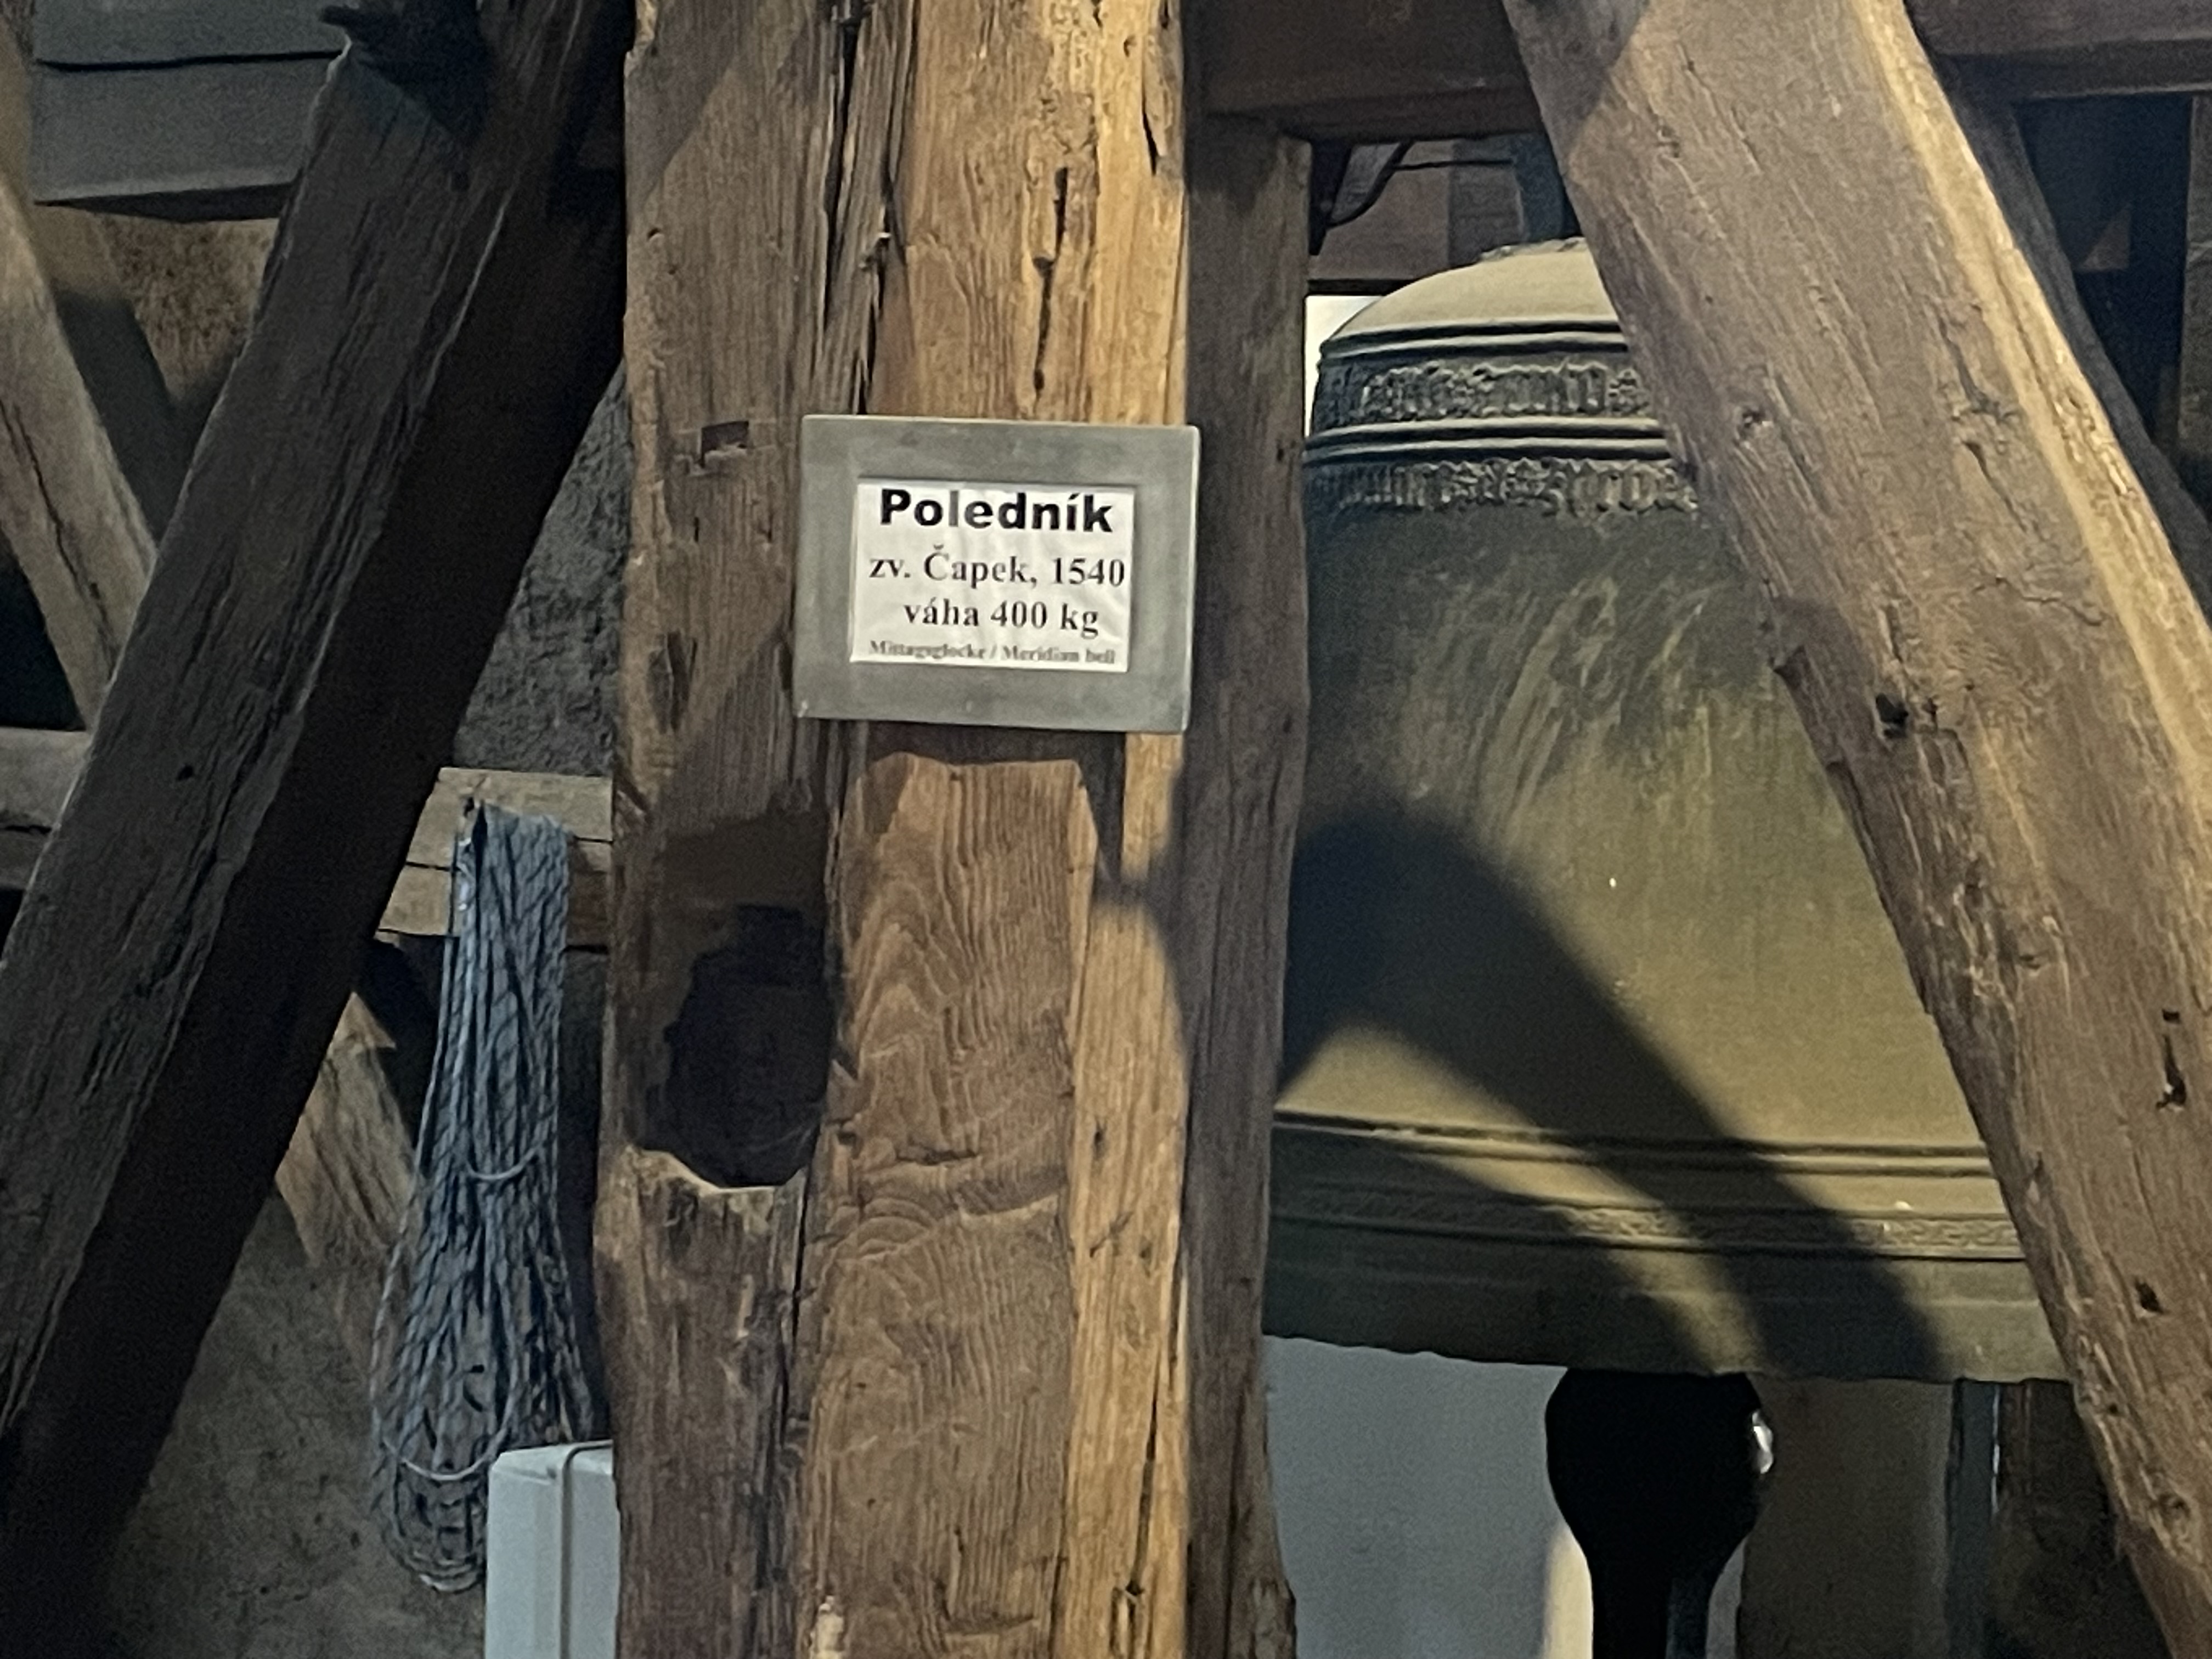 Poledník
zv. Čapek, 1540
váha 400 kg
Mittagsglocke / Meridian bell